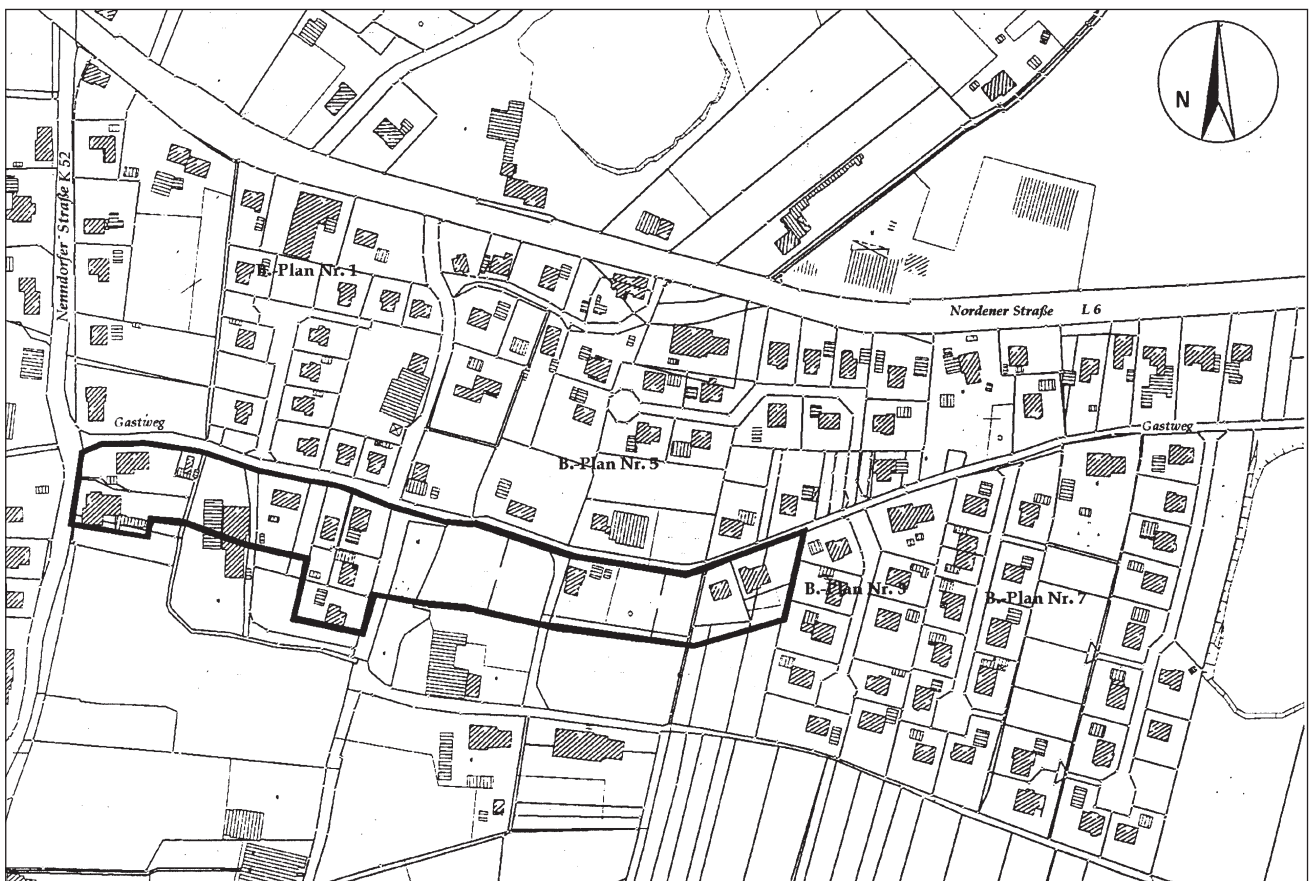 N
Nenndorfer Straße K 52
B.-Plan Nr. 1
Nordener Straße L 6
Gastweg
Gastweg
B.-Plan Nr. 5
B.-Plan Nr. 9
B.-Plan Nr. 7